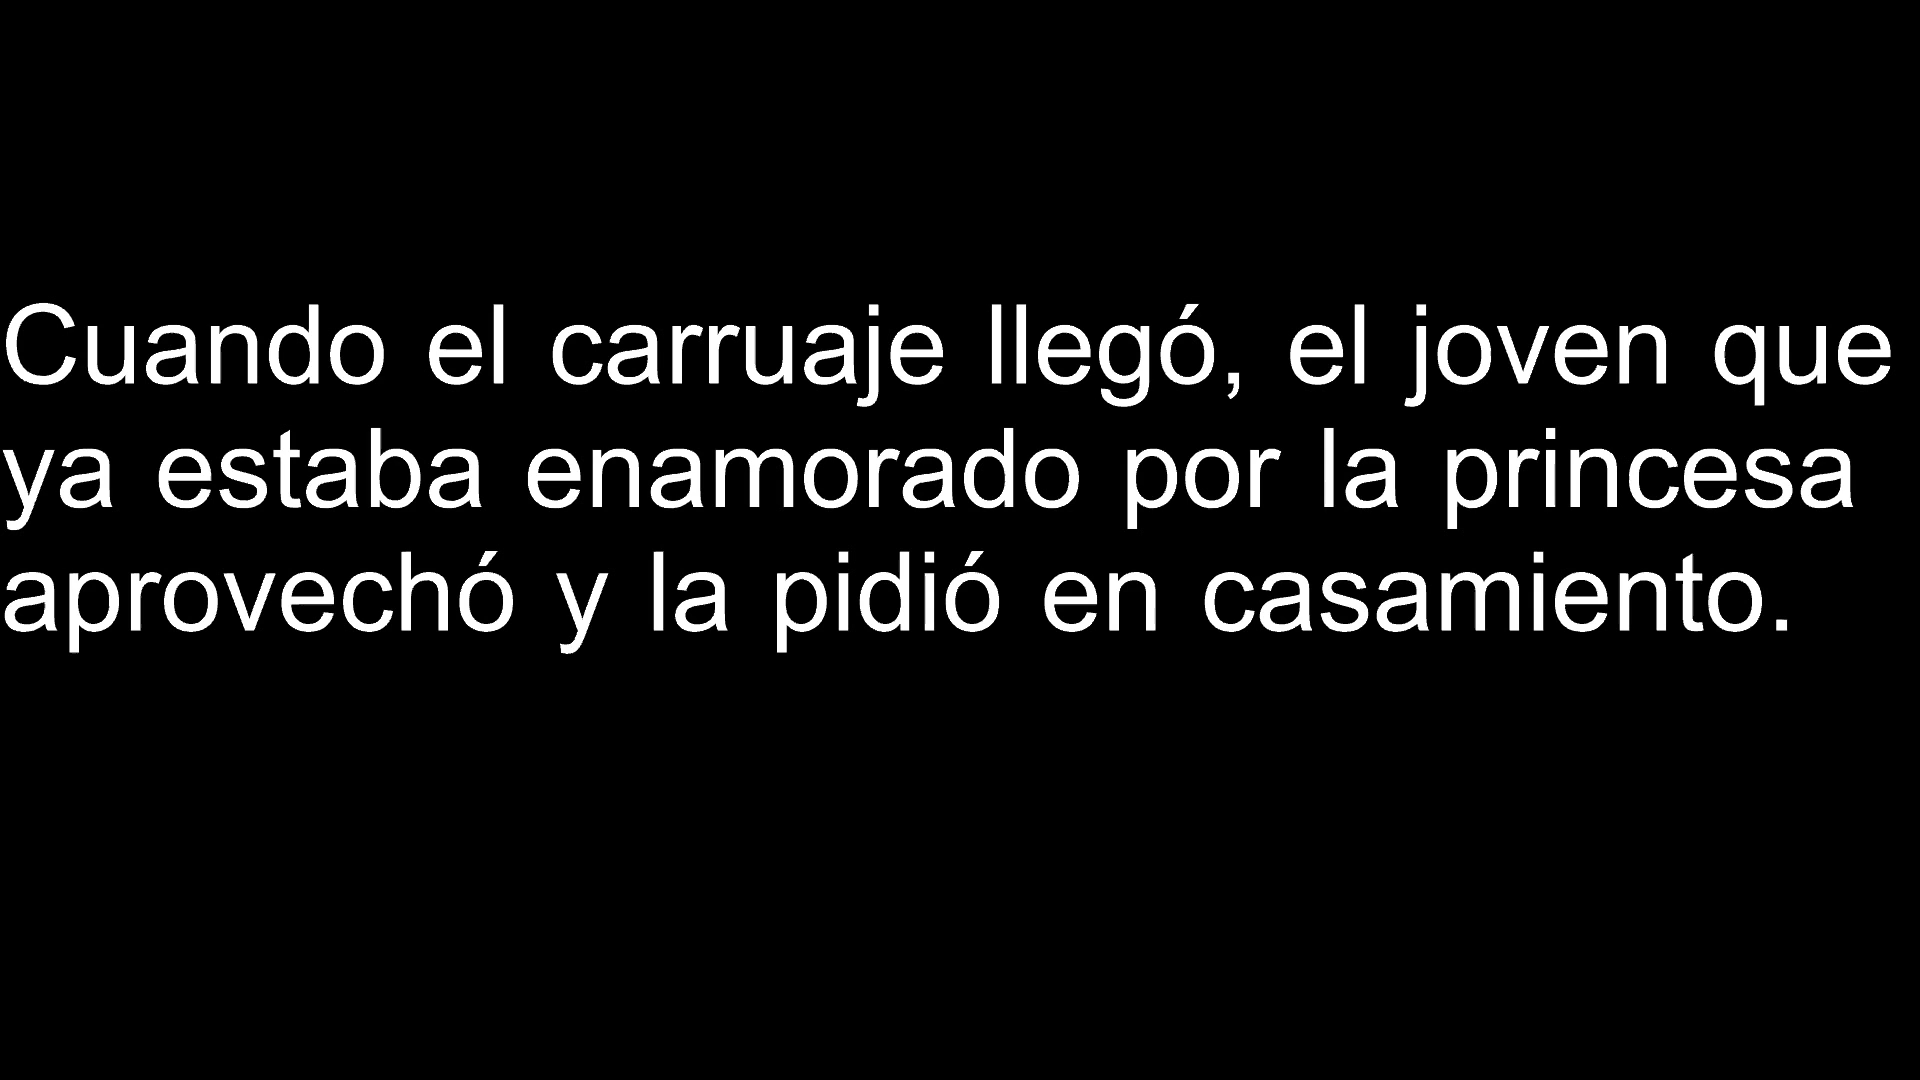 Cuando el carruaje llegó, el joven que
ya estaba enamorado por la princesa
aprovechó y la pidió en casamiento.